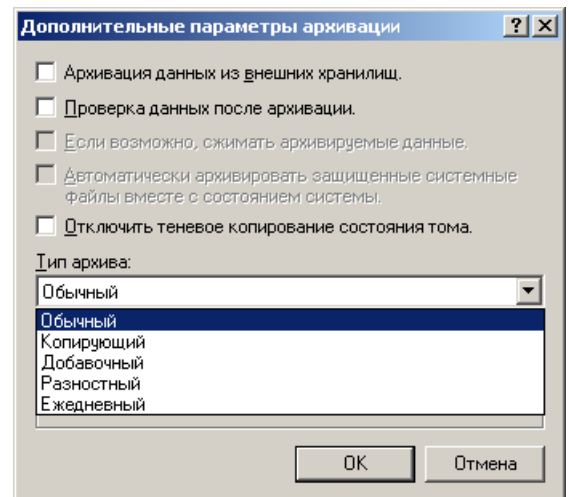 Дополнительные параметры архивации
Архивация данных из внешних хранилищ.
Проверка данных после архивации.
Если возможно, сжимать архивируемые данные.
Автоматически архивировать защищенные системные
файлы вместе с состоянием системы.
Отключить теневое копирование состояния тома.
Тип архива:
Обычный
Обычный
Копирующий
Добавочный
Разностный
Ежедневный
OK Отмена